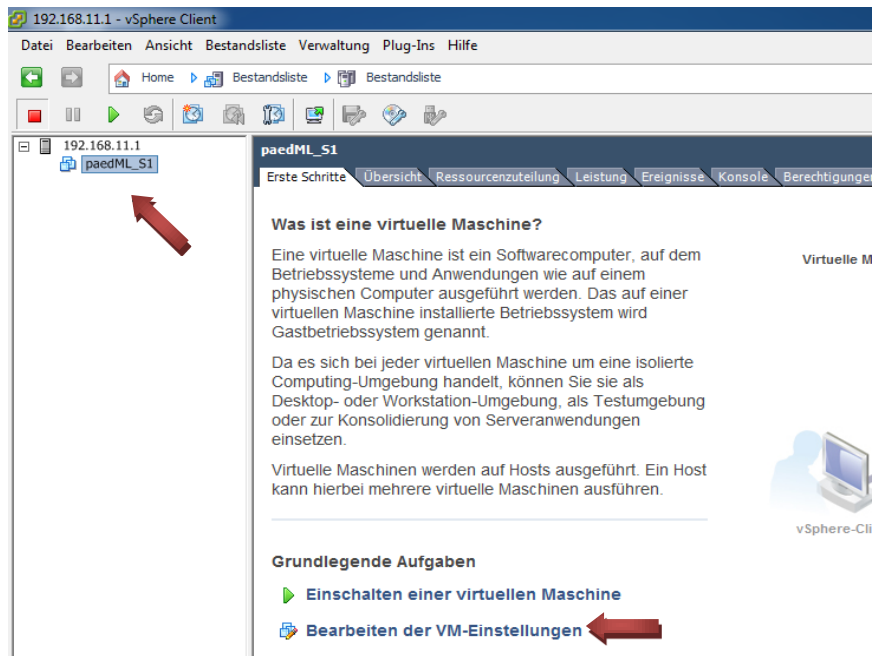 192.168.11.1 - vSphere Client
Datei Bearbeiten Ansicht Bestandsliste Verwaltung Plug-Ins Hilfe
Home Bestandsliste Bestandsliste
192.168.11.1
paedML_S1
paedML_S1
Erste Schritte Übersicht Ressourcenzuteilung Leistung Ereignisse Konsole Berechtigungen
Was ist eine virtuelle Maschine?
Eine virtuelle Maschine ist ein Softwarecomputer, auf dem
Betriebssysteme und Anwendungen wie auf einem
physischen Computer ausgeführt werden. Das auf einer
virtuellen Maschine installierte Betriebssystem wird
Gastbetriebssystem genannt.
Da es sich bei jeder virtuellen Maschine um eine isolierte
Computing-Umgebung handelt, können Sie sie als
Desktop- oder Workstation-Umgebung, als Testumgebung
oder zur Konsolidierung von Serveranwendungen
einsetzen.
Virtuelle Maschinen werden auf Hosts ausgeführt. Ein Host
kann hierbei mehrere virtuelle Maschinen ausführen.
Virtuelle M
vSphere-Cli
Grundlegende Aufgaben
Einschalten einer virtuellen Maschine
Bearbeiten der VM-Einstellungen